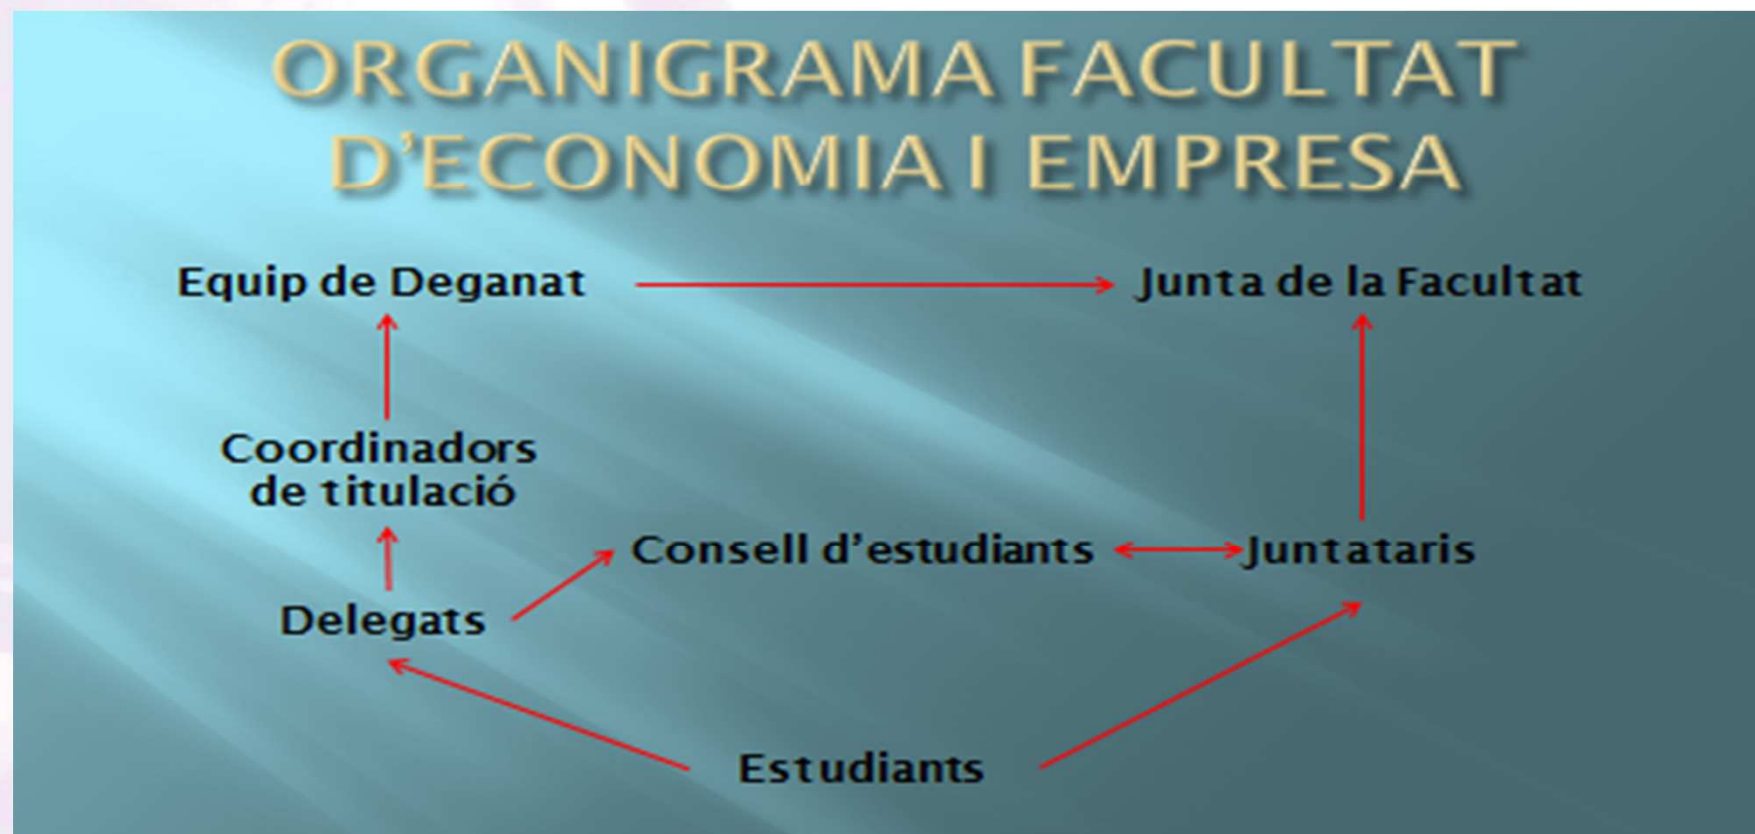 ORGANIGRAMA FACULTAT
D'ECONOMIA I EMPRESA
Equip de Deganat
Junta de la Facultat
Coordinadors
de titulació
Consell d'estudiants
Juntataris
Delegats
Estudiants